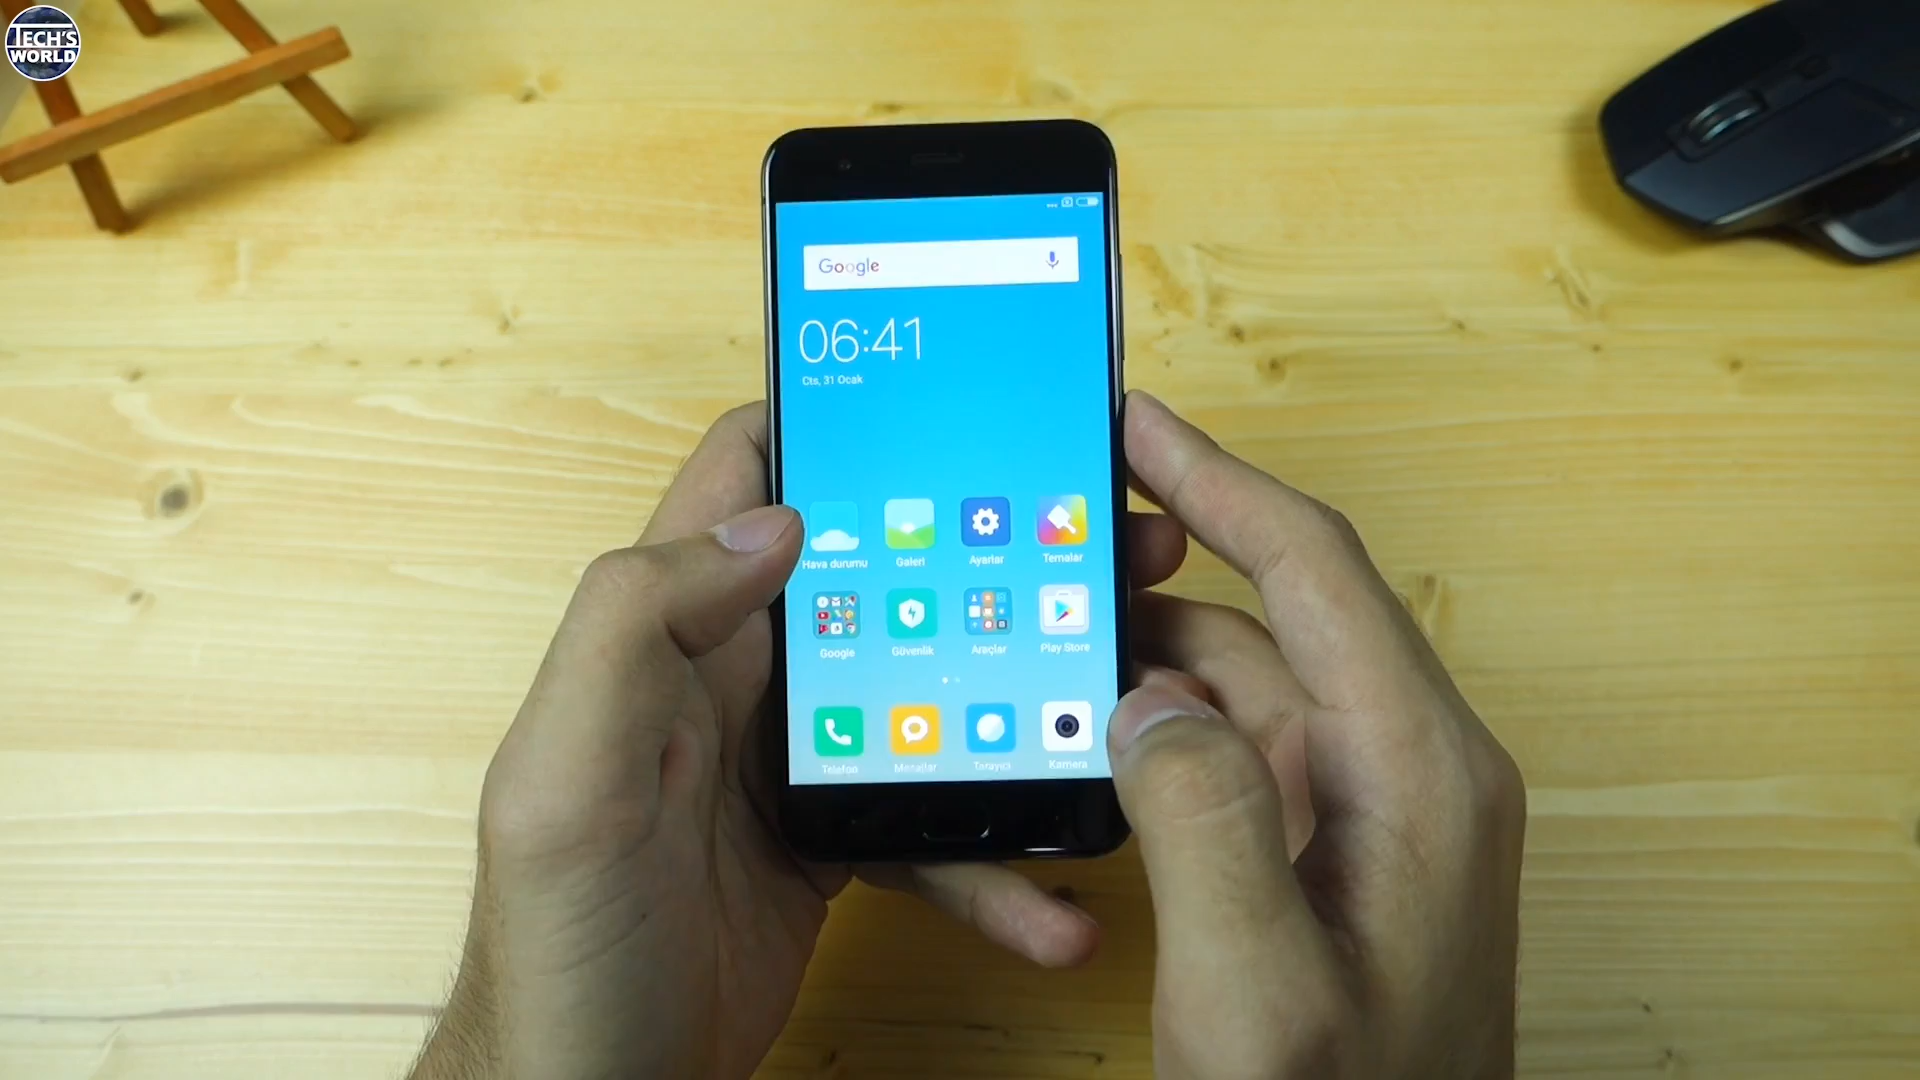 TECH'S
WORLD
Google
06:41
Cts, 31 Ocak
Hava durumu
Galeri
Ayarlar
Temalar
Google
Güvenlik
Araçlar
Play Store
Telefon
Mesajlar
Tarayıcı
Kamera